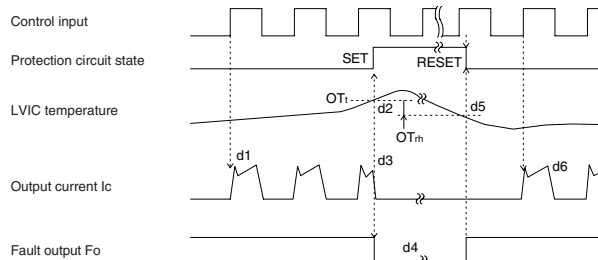 Control input
Protection circuit state
SET
RESET
LVIC temperature
OTt
d2
d5
OTrh
d1
d3
d6
Output current Ic
Fault output Fo
d4